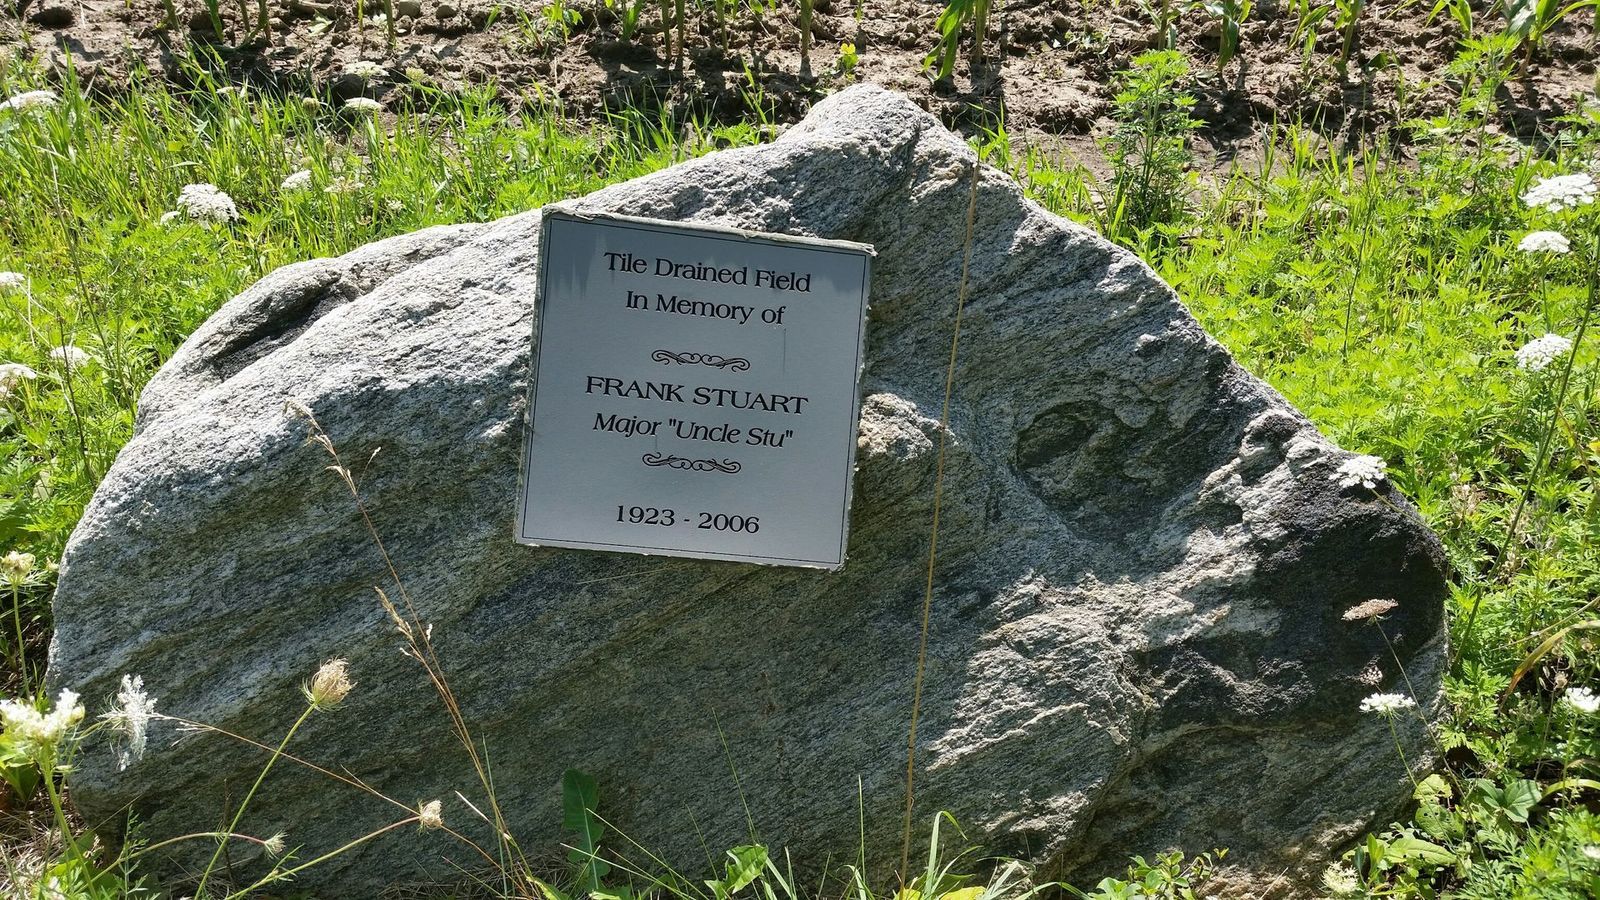 Tile Drained Field
In Memory of
FRANK STUART
Major "Uncle Stu"
1923 - 2006